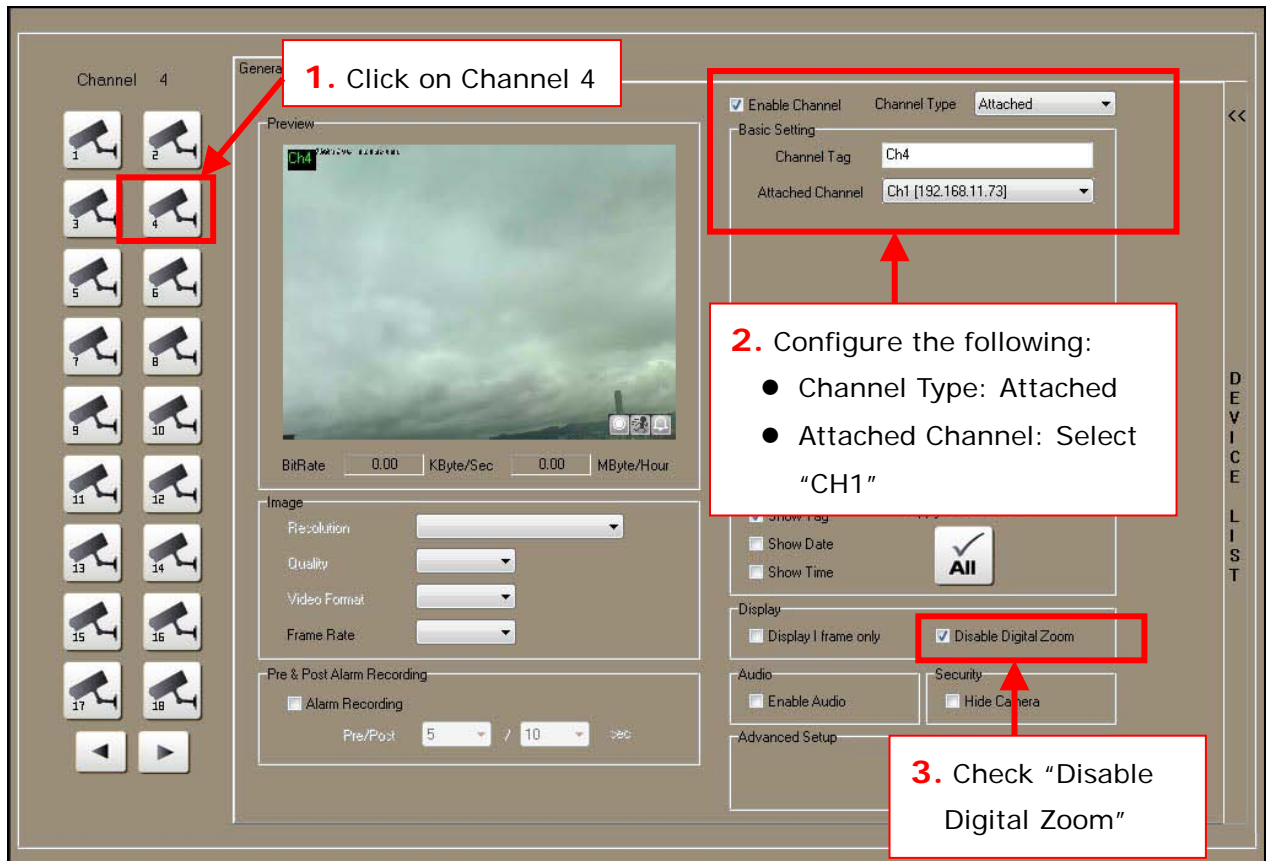 Channel 4
1
2
3
4
5
6
7
8
9
10
11
12
13
14
15
16
17
18
1. Click on Channel 4
Preview
Ch4
BitRate 0.00 KByte/Sec 0.00 MByte/Hour
Image
Resolution
Quality
Video Format
Frame Rate
Pre & Post Alarm Recording
Alarm Recording
Pre/Post 5 / 10 sec
Enable Channel Channel Type Attached
Basic Setting
Channel Tag Ch4
Attached Channel Ch1 [192.168.11.73]
2. Configure the following:
● Channel Type: Attached
● Attached Channel: Select
"CH1"
Show Tag
Show Date
Show Time
All
Display
Display I frame only Disable Digital Zoom
Audio
Enable Audio
Security
Hide Camera
Advanced Setup
3. Check "Disable
Digital Zoom"
<<
DEVICE LIST